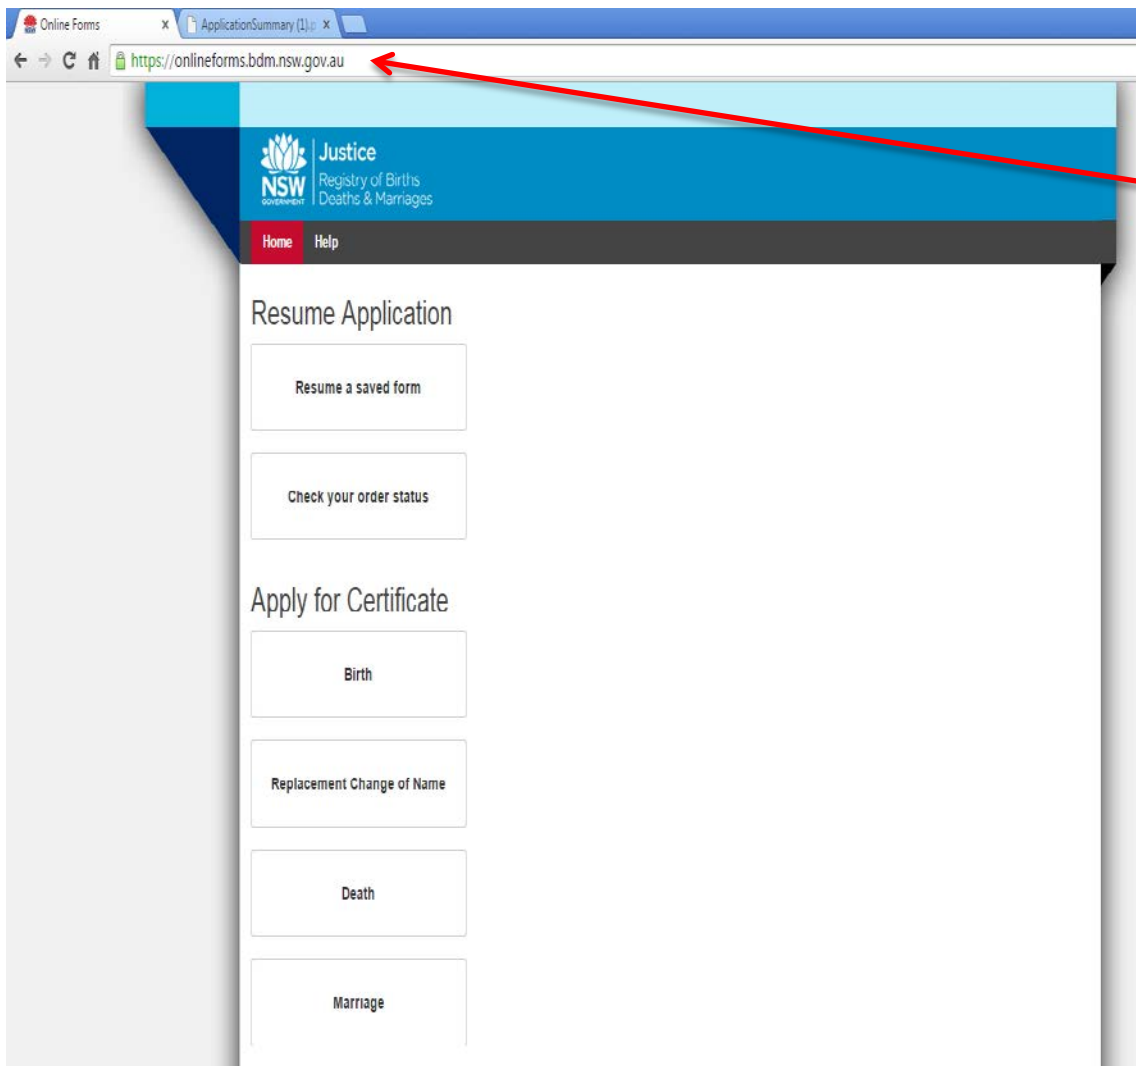 Online Forms
ApplicationSummary (1).p
https://onlineforms.bdm.nsw.gov.au
NSW
GOVERNMENT
Justice
Registry of Births
Deaths & Marriages
Home Help
Resume Application
Resume a saved form
Check your order status
Apply for Certificate
Birth
Replacement Change of Name
Death
Marriage